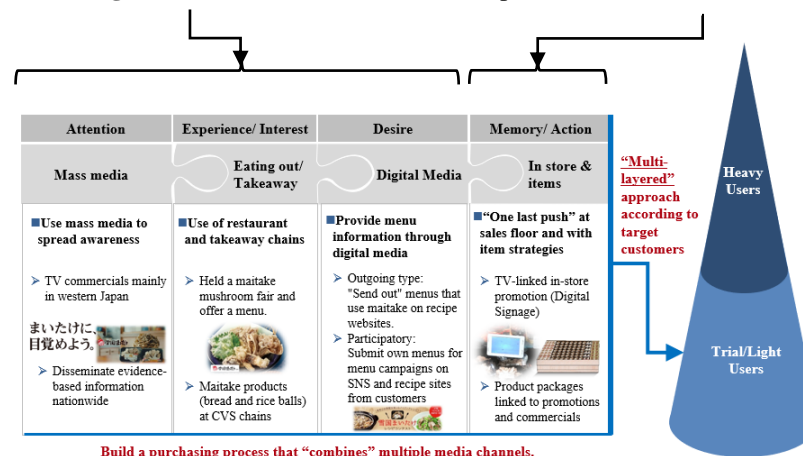 Attention
Experience/ Interest
Desire
Memory/ Action
Mass media
Eating out/
Takeaway
Digital Media
In store &
items
■Use mass media to
spread awareness
➢ TV commercials mainly
in western Japan
まいたけに、
目覚めよう。
➢ Disseminate evidence-
based information
nationwide
■Use of restaurant
and takeaway chains
➢ Held a maitake
mushroom fair and
offer a menu.
➢ Maitake products
(bread and rice balls)
at CVS chains
■Provide menu
information through
digital media
➢ Outgoing type:
"Send out" menus that
use maitake on recipe
websites.
➢ Participatory:
Submit own menus for
menu campaigns on
SNS and recipe sites
from customers
雪国まいたけ
■“One last push” at
sales floor and with
item strategies
➢ TV-linked in-store
promotion (Digital
Signage)
➢ Product packages
linked to promotions
and commercials
“Multi-
layered”
approach
according to
target
customers
Heavy
Users
Trial/Light
Users
Build a purchasing process that “combines” multiple media channels.